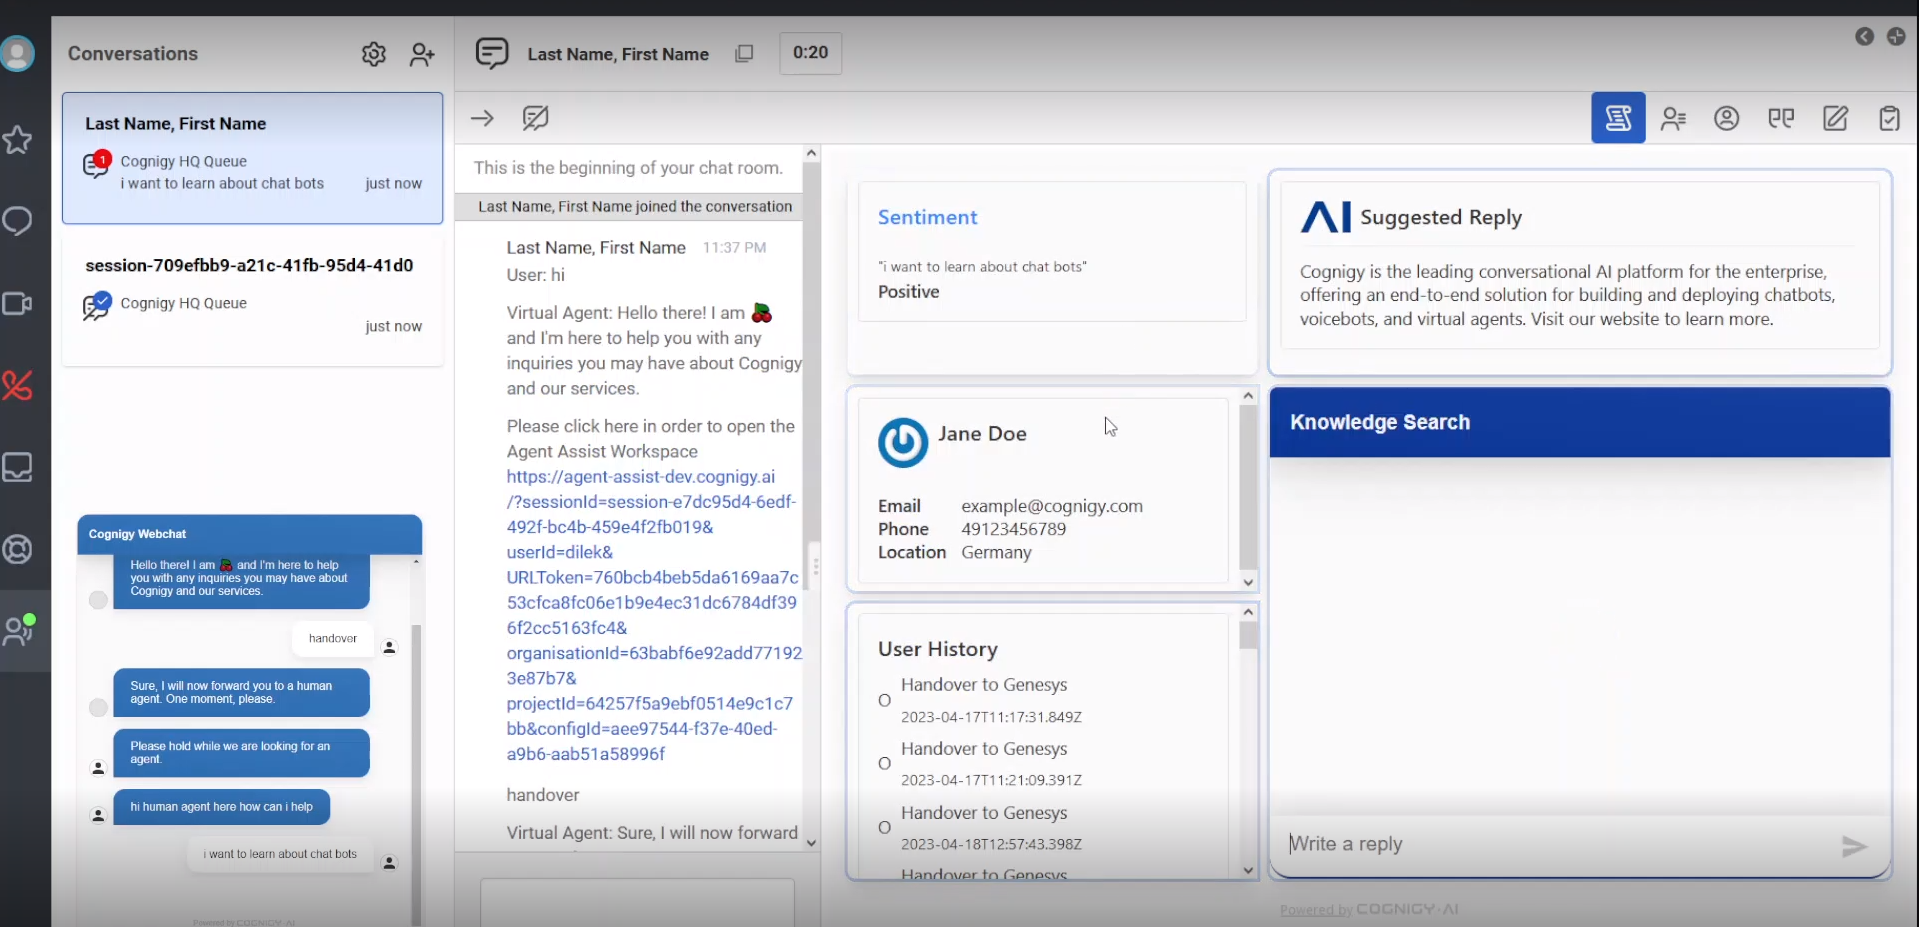 Conversations
Last Name, First Name
1
Cognigy HQ Queue
i want to learn about chat bots
just now
session-709efbb9-a21c-41fb-95d4-41d0
Cognigy HQ Queue
just now
Cognigy Webchat
Hello there! I am 🍒 and I'm here to help
you with any inquiries you may have about
Cognigy and our services.
handover
Sure, I will now forward you to a human
agent. One moment, please.
Please hold while we are looking for an
agent.
hi human agent here how can i help
i want to learn about chat bots
Powered by COGNIGY.AI
Last Name, First Name
0:20
This is the beginning of your chat room.
Last Name, First Name joined the conversation
Last Name, First Name 11:37 PM
User: hi
Virtual Agent: Hello there! I am 🍒
and I'm here to help you with any
inquiries you may have about Cognigy
and our services.
Please click here in order to open the
Agent Assist Workspace
https://agent-assist-dev.cognigy.ai
/?sessionId=session-e7dc95d4-6edf-
492f-bc4b-459e4f2fb019&
userId=dilek&
URLToken=760bcb4beb5da6169aa7c
53cfca8fc06e1b9e4ec31dc6784df39
6f2cc5163fc4&
organisationId=63babf6e92add77192
3e87b7&
projectId=64257f5a9ebf0514e9c1c7
bb&configId=aee97544-f37e-40ed-
a9b6-aab51a58996f
handover
Virtual Agent: Sure, I will now forward
Sentiment
"i want to learn about chat bots"
Positive
Jane Doe
Email example@cognigy.com
Phone 49123456789
Location Germany
User History
Handover to Genesys
2023-04-17T11:17:31.849Z
Handover to Genesys
2023-04-17T11:21:09.391Z
Handover to Genesys
2023-04-18T12:57:43.398Z
Handover to Genesys
AI Suggested Reply
Cognigy is the leading conversational AI platform for the enterprise,
offering an end-to-end solution for building and deploying chatbots,
voicebots, and virtual agents. Visit our website to learn more.
Knowledge Search
Write a reply
Powered by COGNIGY.AI